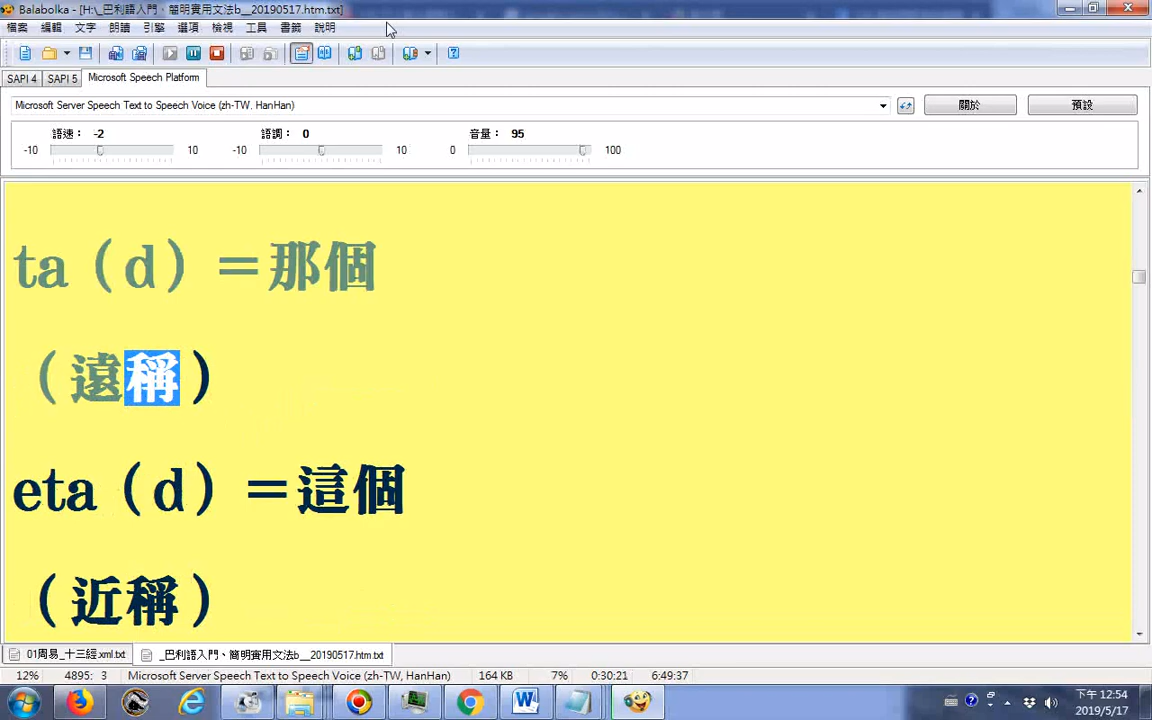 Balabolka - [H:\_巴利語入門、簡明實用文法b__20190517.htm.txt]
檔案 編輯 文字 朗讀 引擎 選項 檢視 工具 書籤 說明
SAPI 4 SAPI 5 Microsoft Speech Platform
Microsoft Server Speech Text to Speech Voice (zh-TW, HanHan) 關於 預設
語速： -2 語調： 0 音量： 95
-10 10 -10 10 0 100
ta（d）＝那個
（遠稱）
eta（d）＝這個
（近稱）
01周易_十三經.xml.txt _巴利語入門、簡明實用文法b__20190517.htm.txt
12% 4895: 3 Microsoft Server Speech Text to Speech Voice (zh-TW, HanHan) 164 KB 7% 0:30:21 6:49:37
下午 12:54
2019/5/17